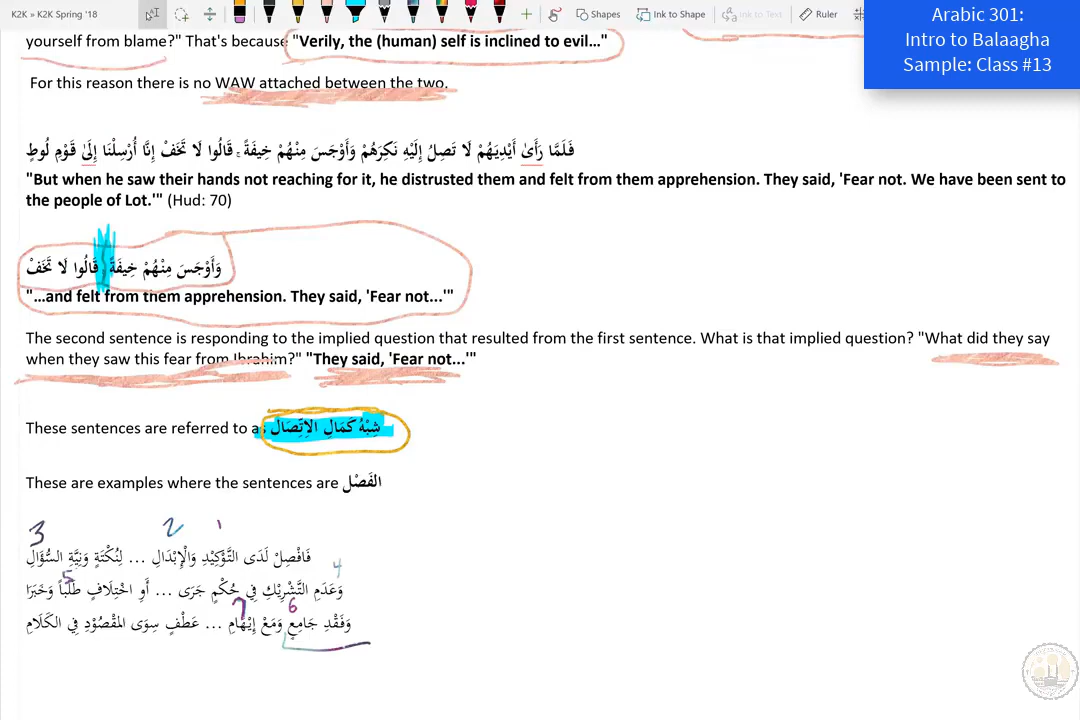 K2K » K2K Spring '18
Shapes
Ink to Shape
Ink to Text
Ruler
Arabic 301:
Intro to Balaagha
Sample: Class #13
yourself from blame?" That's because "Verily, the (human) self is inclined to evil..."
For this reason there is no WAW attached between the two.
فَلَمَّا رَأَىٰ أَيْدِيَهُمْ لَا تَصِلُ إِلَيْهِ نَكِرَهُمْ وَأَوْجَسَ مِنْهُمْ خِيفَةً ۚ قَالُوا لَا تَخَفْ إِنَّا أُرْسِلْنَا إِلَىٰ قَوْمِ لُوطٍ
"But when he saw their hands not reaching for it, he distrusted them and felt from them apprehension. They said, 'Fear not. We have been sent to
the people of Lot.'" (Hud: 70)
وَأَوْجَسَ مِنْهُمْ خِيفَةً ۚ قَالُوا لَا تَخَفْ
"...and felt from them apprehension. They said, 'Fear not...'"
The second sentence is responding to the implied question that resulted from the first sentence. What is that implied question? "What did they say
when they saw this fear from Ibrahim?" "They said, 'Fear not...'"
These sentences are referred to as شِبْهُ كَمَالِ الاِتِّصَالْ
These are examples where the sentences are الفَصْل
3 2 1
فَافْصِلْ لَدَى التَّوْكِيْدِ وَالْإِبْدَالِ ... لِنُكْتَةٍ وَنِيَّةِ السُّؤَالِ
4
5
وَعَدَمِ التَّشْرِيْكِ فِي حُكْمٍ جَرَى ... أَوِ اخْتِلَافٍ طَلَباً وَخَبَرَا
7 6
وَفَقْدِ جَامِعٍ وَمَعْ إِيْهَامِ ... عَطْفٍ سِوَى المَقْصُوْدِ فِي الكَلَامِ